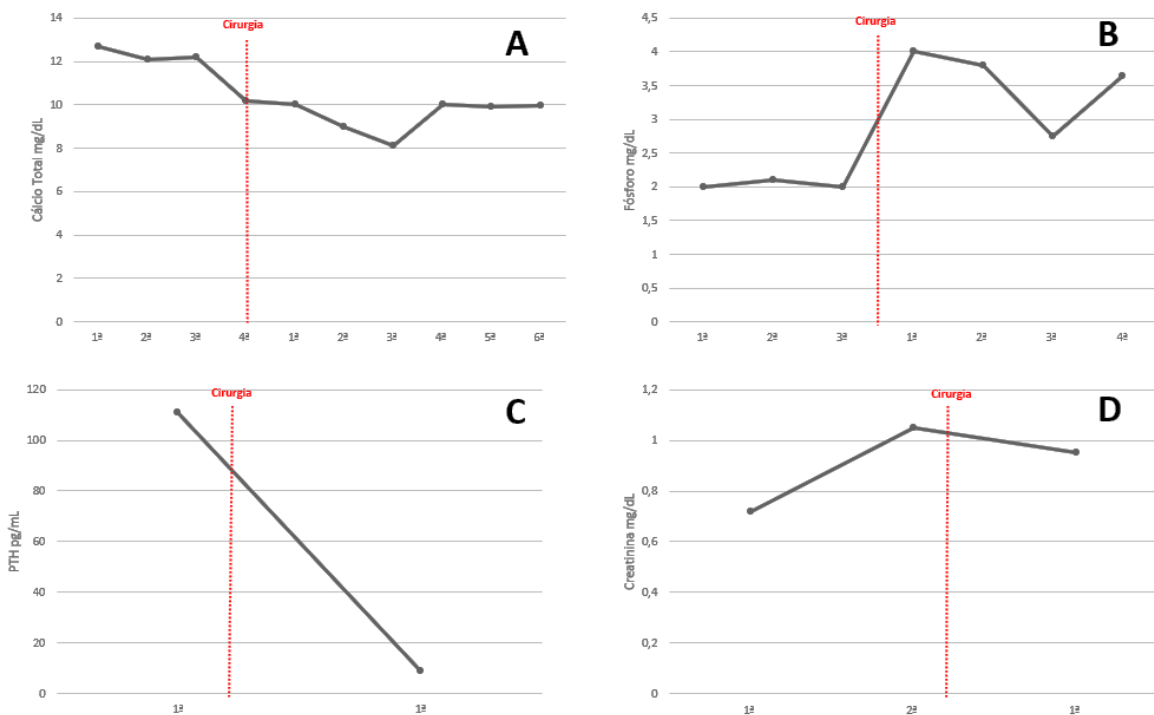 Cirurgia
A
Cálcio Total mg/dL
14
12
10
8
6
4
2
0
1ª 2ª 3ª 4ª 1ª 2ª 3ª 4ª 5ª 6ª
Cirurgia
B
Fósforo mg/dL
4,5
4
3,5
3
2,5
2
1,5
1
0,5
0
1ª 2ª 3ª 1ª 2ª 3ª 4ª
Cirurgia
C
PTH pg/mL
120
100
80
60
40
20
0
1ª 1ª
Cirurgia
D
Creatinina mg/dL
1,2
1
0,8
0,6
0,4
0,2
0
1ª 2ª 1ª